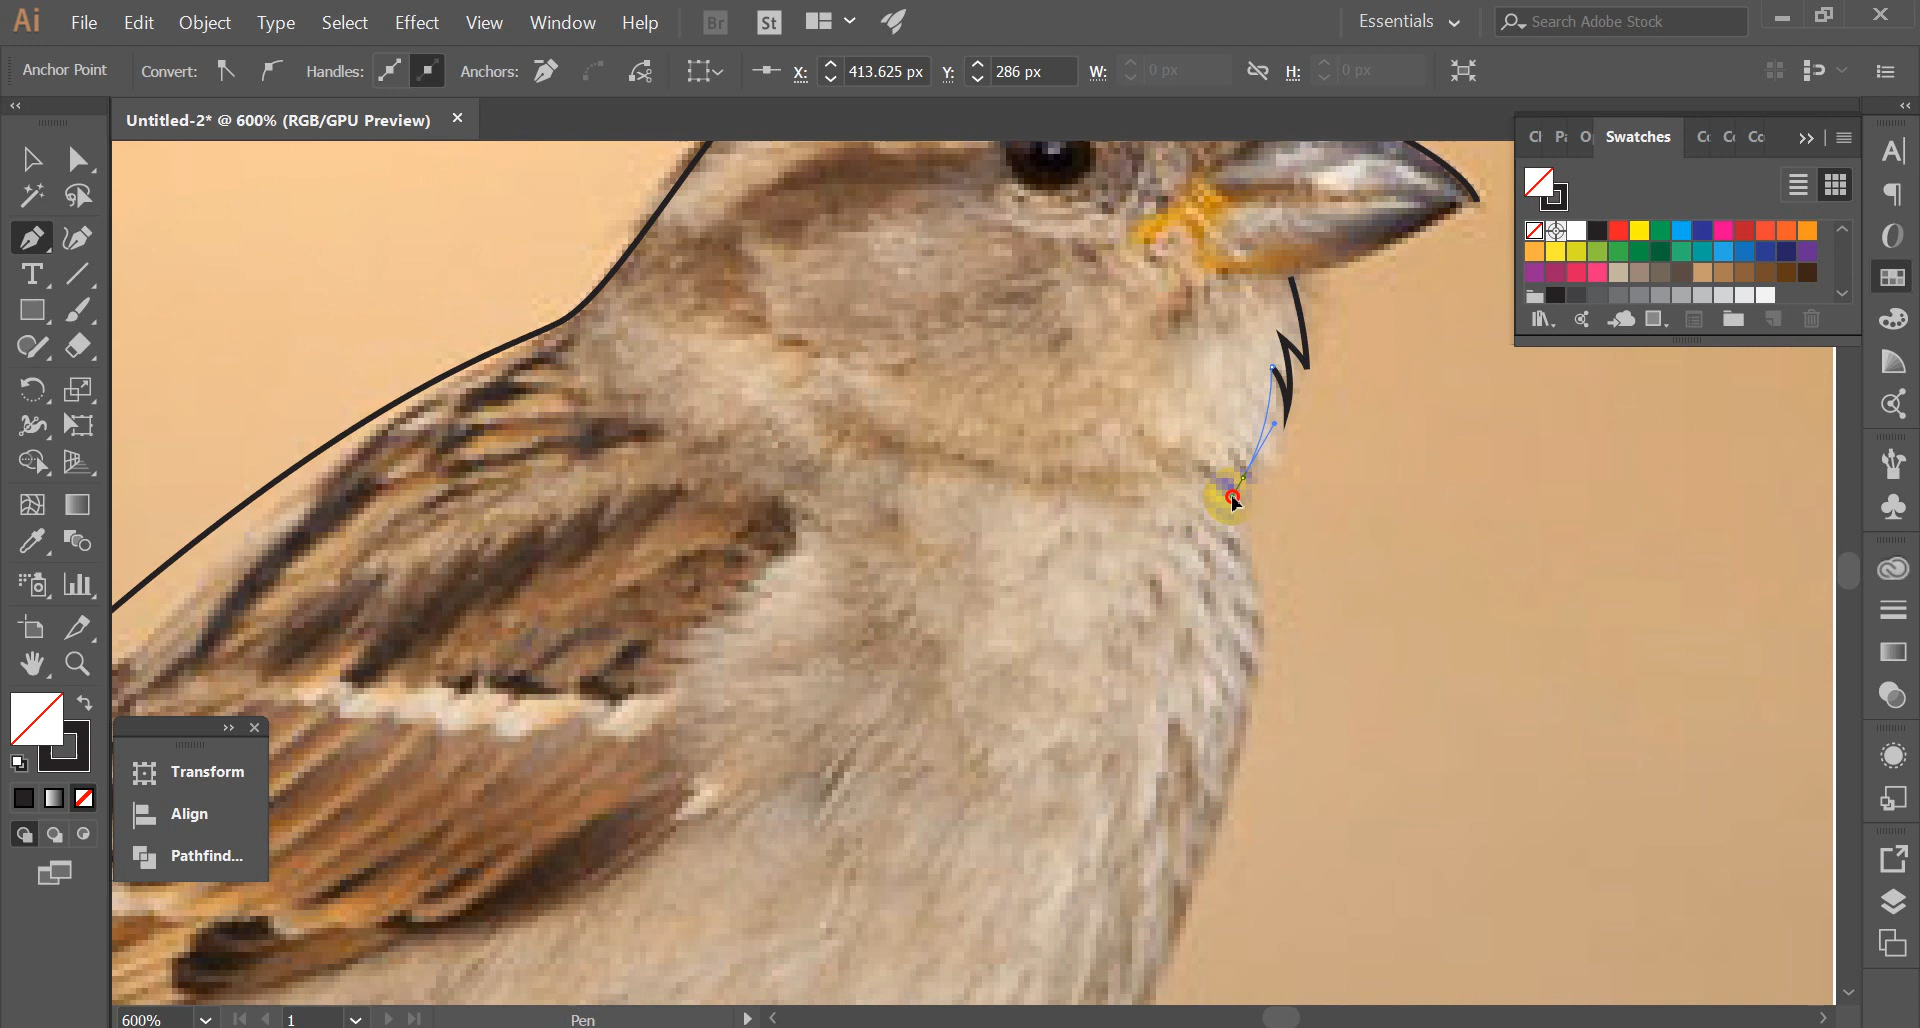 Ai File Edit Object Type Select Effect View Window Help Br St Essentials Search Adobe Stock
Anchor Point Convert: Handles: Anchors: X: 413.625 px Y: 286 px W: 0 px H: 0 px
Untitled-2* @ 600% (RGB/GPU Preview)
Swatches
Transform
Align
Pathfind...
600% 1 Pen